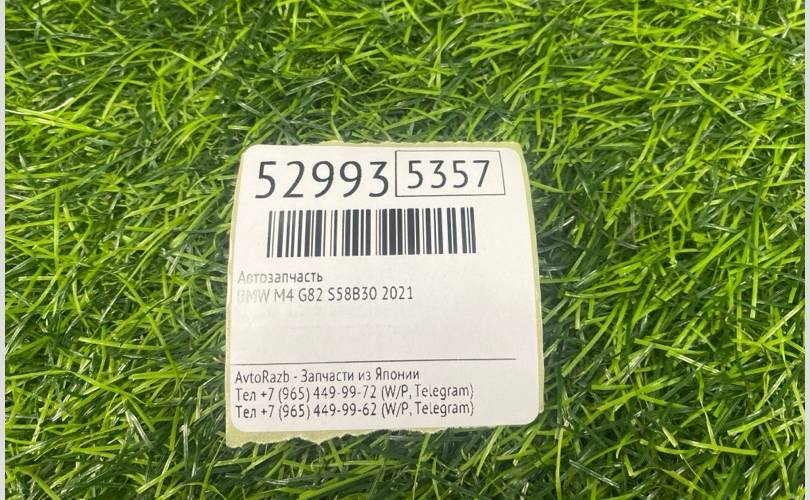 52993 5357
Автозапчасть
BMW M4 G82 S58B30 2021
AvtoRazb - Запчасти из Японии
Тел +7 (965) 449-99-72 (W/P, Telegram)
Тел +7 (965) 449-99-62 (W/P, Telegram)